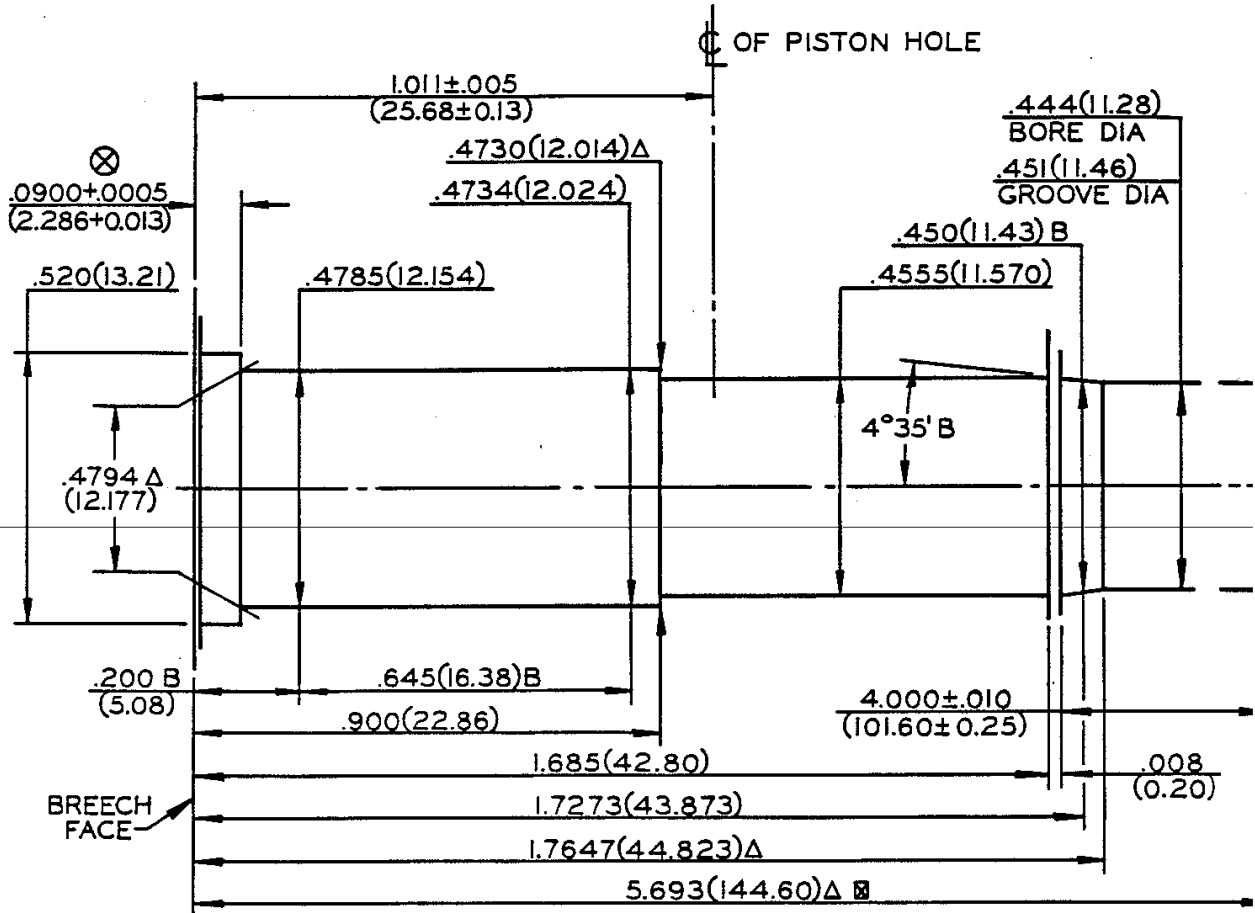 ℄ OF PISTON HOLE
1.011±.005
(25.68±0.13)
.444(11.28)
BORE DIA
.4730(12.014)Δ
⊗
.0900+.0005
(2.286+0.013)
.451(11.46)
GROOVE DIA
.4734(12.024)
.450(11.43) B
.520(13.21)
.4785(12.154)
.4555(11.570)
4°35' B
.4794 Δ
(12.177)
.200 B
(5.08)
.645(16.38)B
4.000±.010
(101.60±0.25)
.900(22.86)
1.685(42.80)
.008
(0.20)
BREECH
FACE
1.7273(43.873)
1.7647(44.823)Δ
5.693(144.60)Δ ⊠